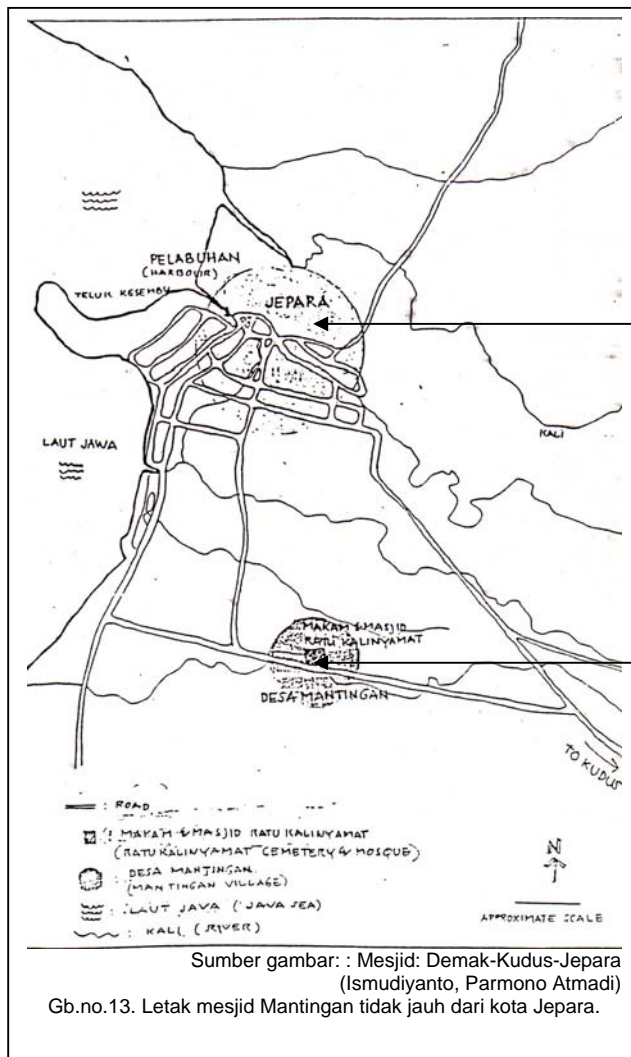 PELABUHAN
(HARBOUR)
TELUK KESEMBU
JEPARA
LAUT JAWA
KALI
MAKAM & MASJID
RATU KALINYAMAT
DESA MANTINGAN
TO KUDUS
: ROAD
: MAKAM & MASJID RATU KALINYAMAT
(RATU KALINYAMAT CEMETERY & MOSQUE)
: DESA MANTINGAN
(MANTINGAN VILLAGE)
: LAUT JAVA (JAVA SEA)
: KALI (RIVER)
N
APPROXIMATE SCALE
Sumber gambar: : Mesjid: Demak-Kudus-Jepara
(Ismudiyanto, Parmono Atmadi)
Gb.no.13. Letak mesjid Mantingan tidak jauh dari kota Jepara.